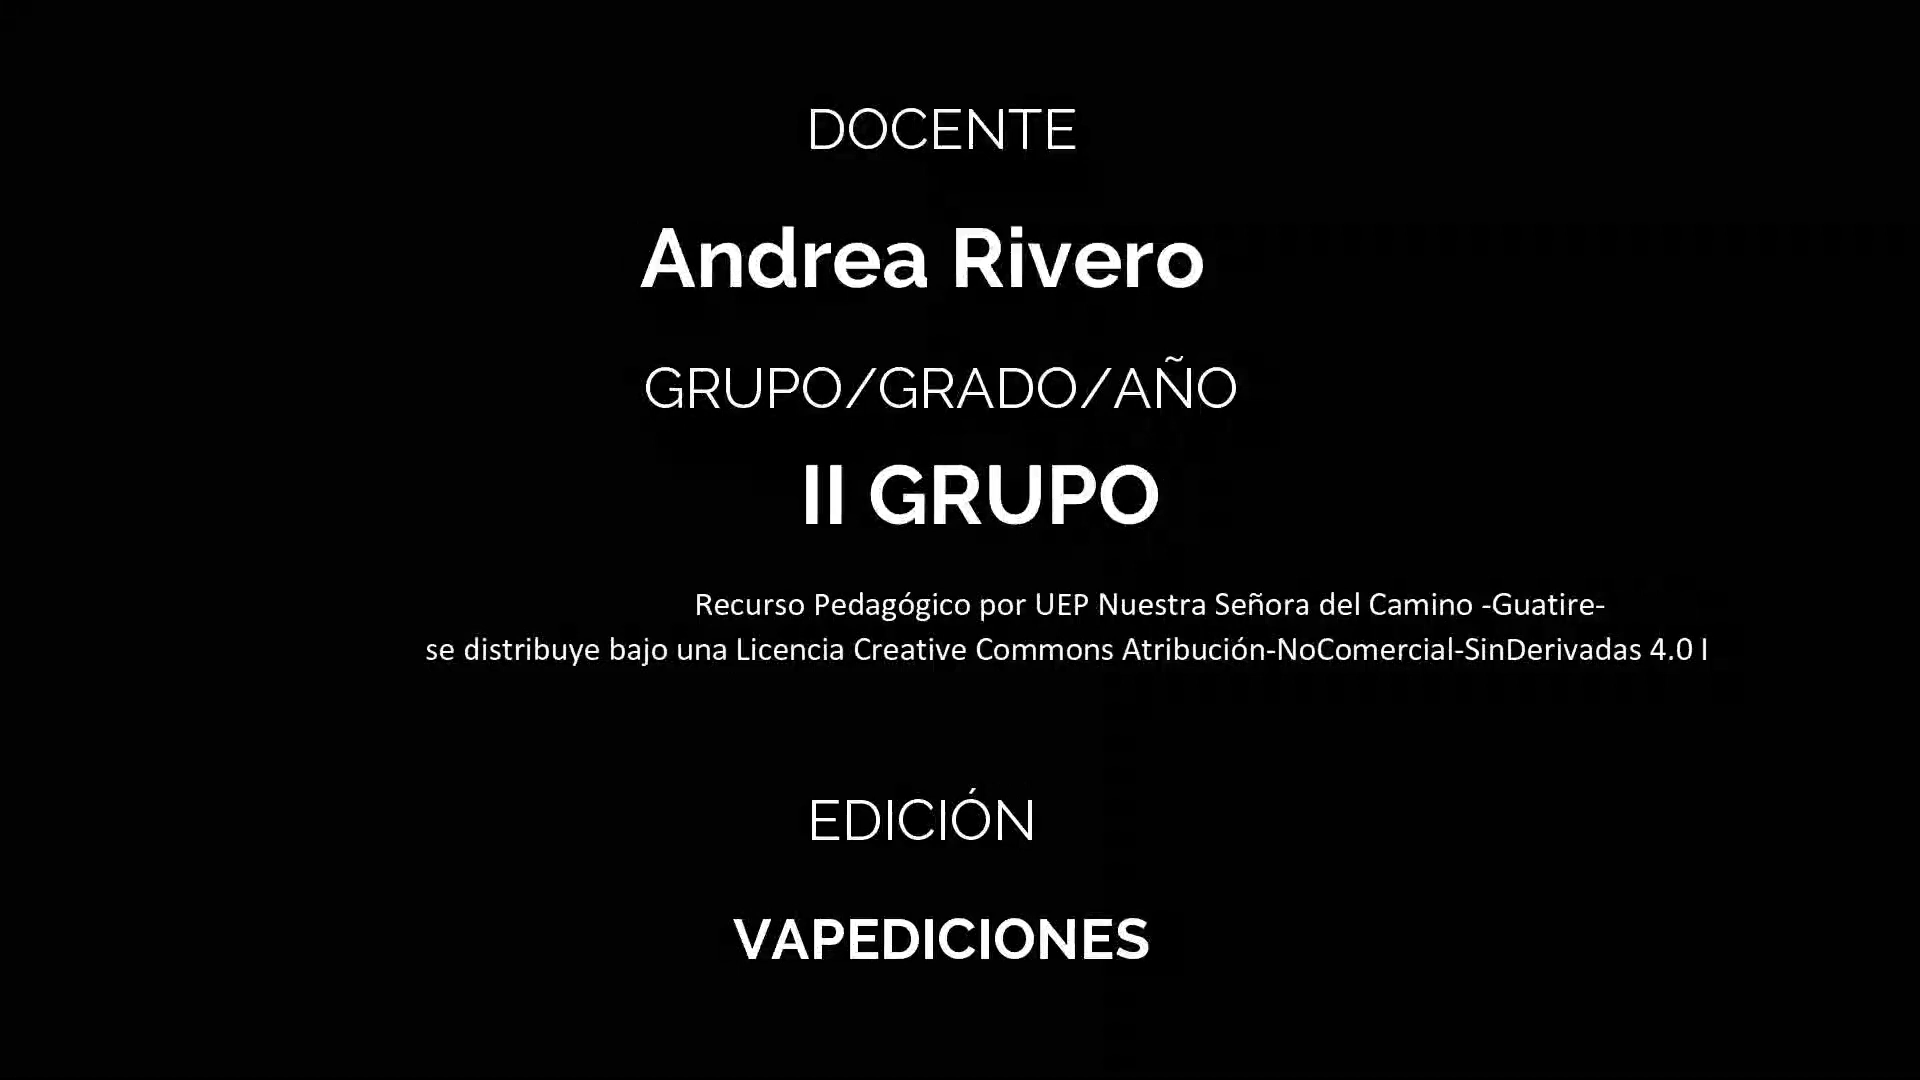 DOCENTE
Andrea Rivero
GRUPO/GRADO/AÑO
II GRUPO
Recurso Pedagógico por UEP Nuestra Señora del Camino -Guatire-
se distribuye bajo una Licencia Creative Commons Atribución-NoComercial-SinDerivadas 4.0 I
EDICIÓN
VAPEDICIONES